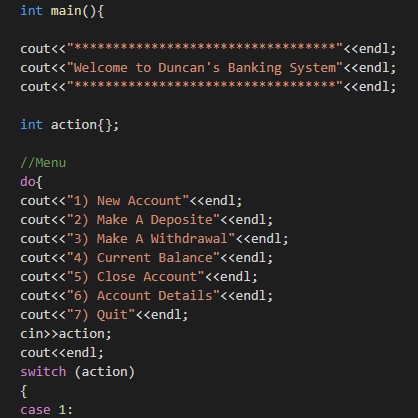 int main(){
cout<<"**********************************"<<endl;
cout<<"Welcome to Duncan's Banking System"<<endl;
cout<<"**********************************"<<endl;
int action{};
//Menu
do{
cout<<"1) New Account"<<endl;
cout<<"2) Make A Deposite"<<endl;
cout<<"3) Make A Withdrawal"<<endl;
cout<<"4) Current Balance"<<endl;
cout<<"5) Close Account"<<endl;
cout<<"6) Account Details"<<endl;
cout<<"7) Quit"<<endl;
cin>>action;
cout<<endl;
switch (action)
{
case 1: